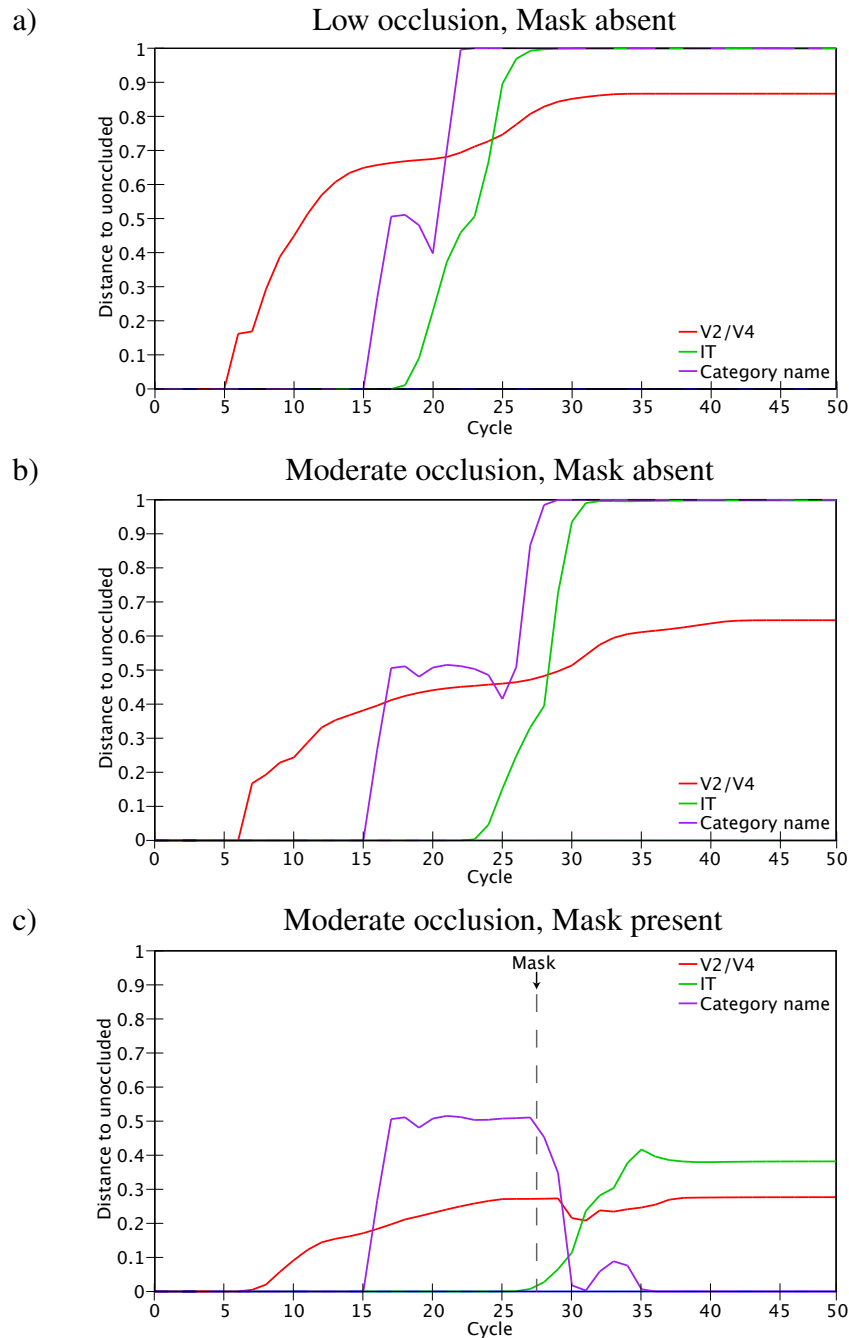 a) Low occlusion, Mask absent
1
0.9
0.8
0.7
0.6
0.5
0.4
0.3
0.2
0.1
0
Distance to uonccluded
V2/V4
IT
Category name
0 5 10 15 20 25 30 35 40 45 50
Cycle
b) Moderate occlusion, Mask absent
1
0.9
0.8
0.7
0.6
0.5
0.4
0.3
0.2
0.1
0
Distance to unoccluded
V2/V4
IT
Category name
0 5 10 15 20 25 30 35 40 45 50
Cycle
c) Moderate occlusion, Mask present
1
0.9
0.8
0.7
0.6
0.5
0.4
0.3
0.2
0.1
0
Distance to unoccluded
Mask
V2/V4
IT
Category name
0 5 10 15 20 25 30 35 40 45 50
Cycle